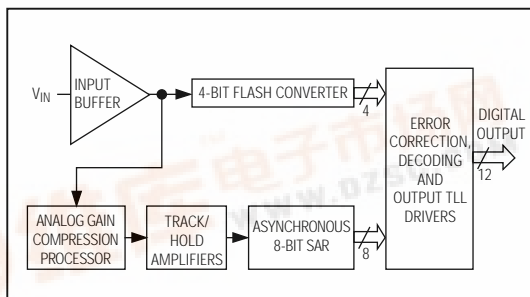 V_IN
INPUT
BUFFER
4-BIT FLASH CONVERTER
4
ERROR
CORRECTION,
DECODING
AND
OUTPUT TLL
DRIVERS
DIGITAL
OUTPUT
12
ANALOG GAIN
COMPRESSION
PROCESSOR
TRACK/
HOLD
AMPLIFIERS
ASYNCHRONOUS
8-BIT SAR
8